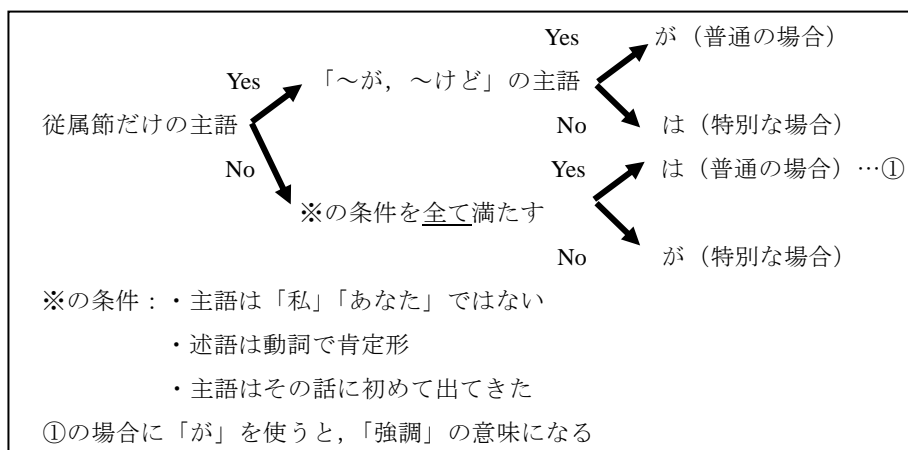 Yes が（普通の場合）
Yes 「～が，～けど」の主語
従属節だけの主語 No は（特別な場合）
No Yes は（普通の場合）…①
※の条件を全て満たす
No が（特別な場合）
※の条件：・主語は「私」「あなた」ではない
・述語は動詞で肯定形
・主語はその話に初めて出てきた
①の場合に「が」を使うと，「強調」の意味になる